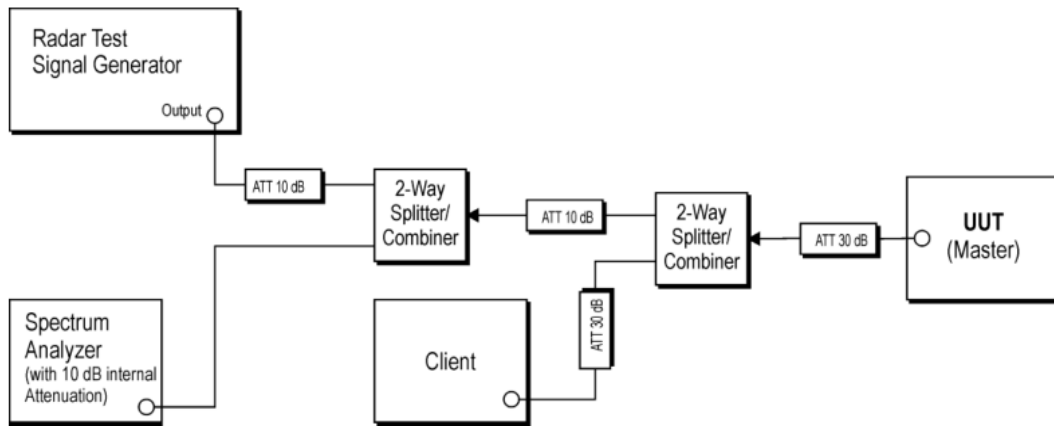 Radar Test
Signal Generator
Output
ATT 10 dB
2-Way
Splitter/
Combiner
ATT 10 dB
2-Way
Splitter/
Combiner
ATT 30 dB
UUT
(Master)
Spectrum
Analyzer
(with 10 dB internal
Attenuation)
Client
ATT 30 dB